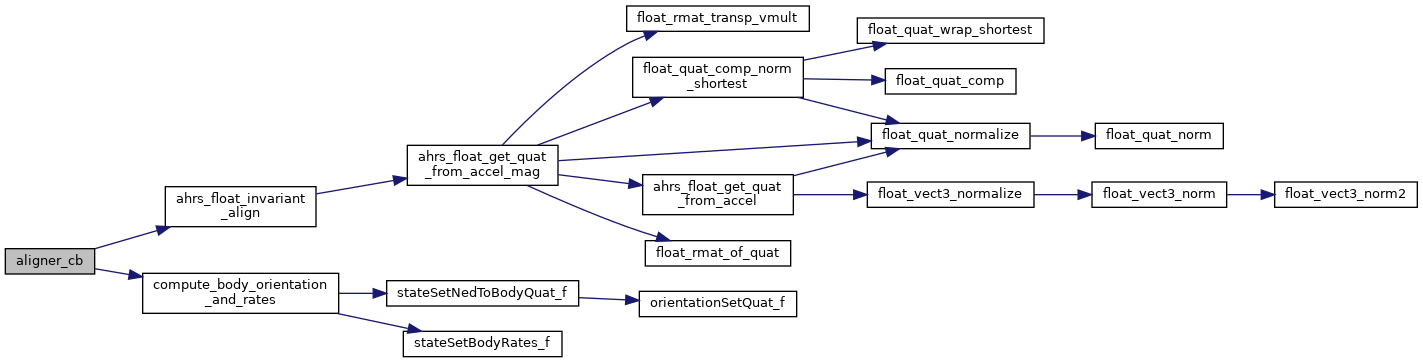 aligner_cb
ahrs_float_invariant
_align
compute_body_orientation
_and_rates
ahrs_float_get_quat
_from_accel_mag
stateSetNedToBodyQuat_f
stateSetBodyRates_f
float_rmat_transp_vmult
float_quat_comp_norm
_shortest
ahrs_float_get_quat
_from_accel
float_rmat_of_quat
orientationSetQuat_f
float_quat_wrap_shortest
float_quat_comp
float_quat_normalize
float_vect3_normalize
float_quat_norm
float_vect3_norm
float_vect3_norm2